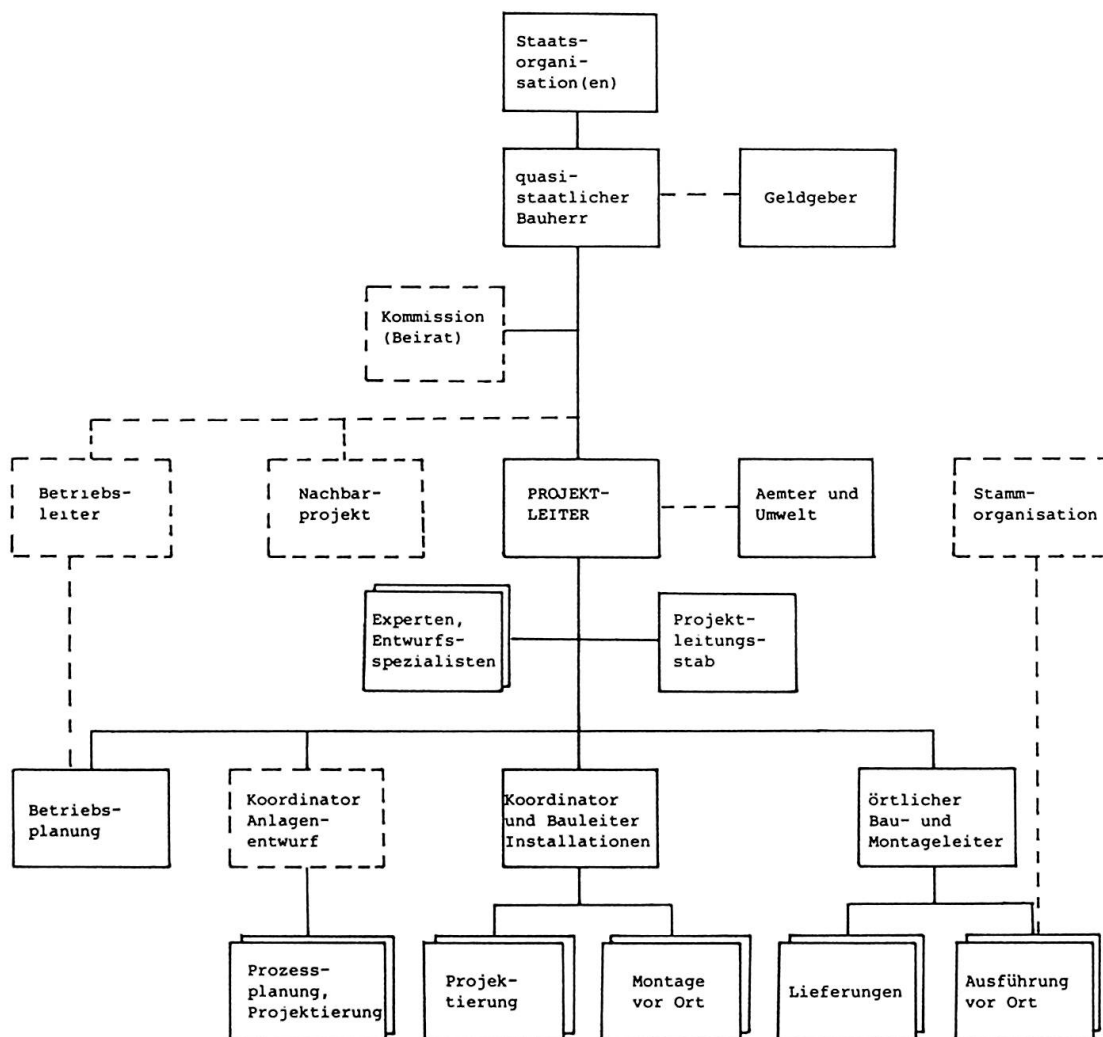 Staats-
organi-
sation(en)
quasi-
staatlicher
Bauherr
Geldgeber
Kommission
(Beirat)
Betriebs-
leiter
Nachbar-
projekt
PROJEKT-
LEITER
Aemter und
Umwelt
Stamm-
organisation
Experten,
Entwurfs-
spezialisten
Projekt-
leitungs-
stab
Betriebs-
planung
Koordinator
Anlagen-
entwurf
Koordinator
und Bauleiter
Installationen
örtlicher
Bau- und
Montageleiter
Prozess-
planung,
Projektierung
Projek-
tierung
Montage
vor Ort
Lieferungen
Ausführung
vor Ort